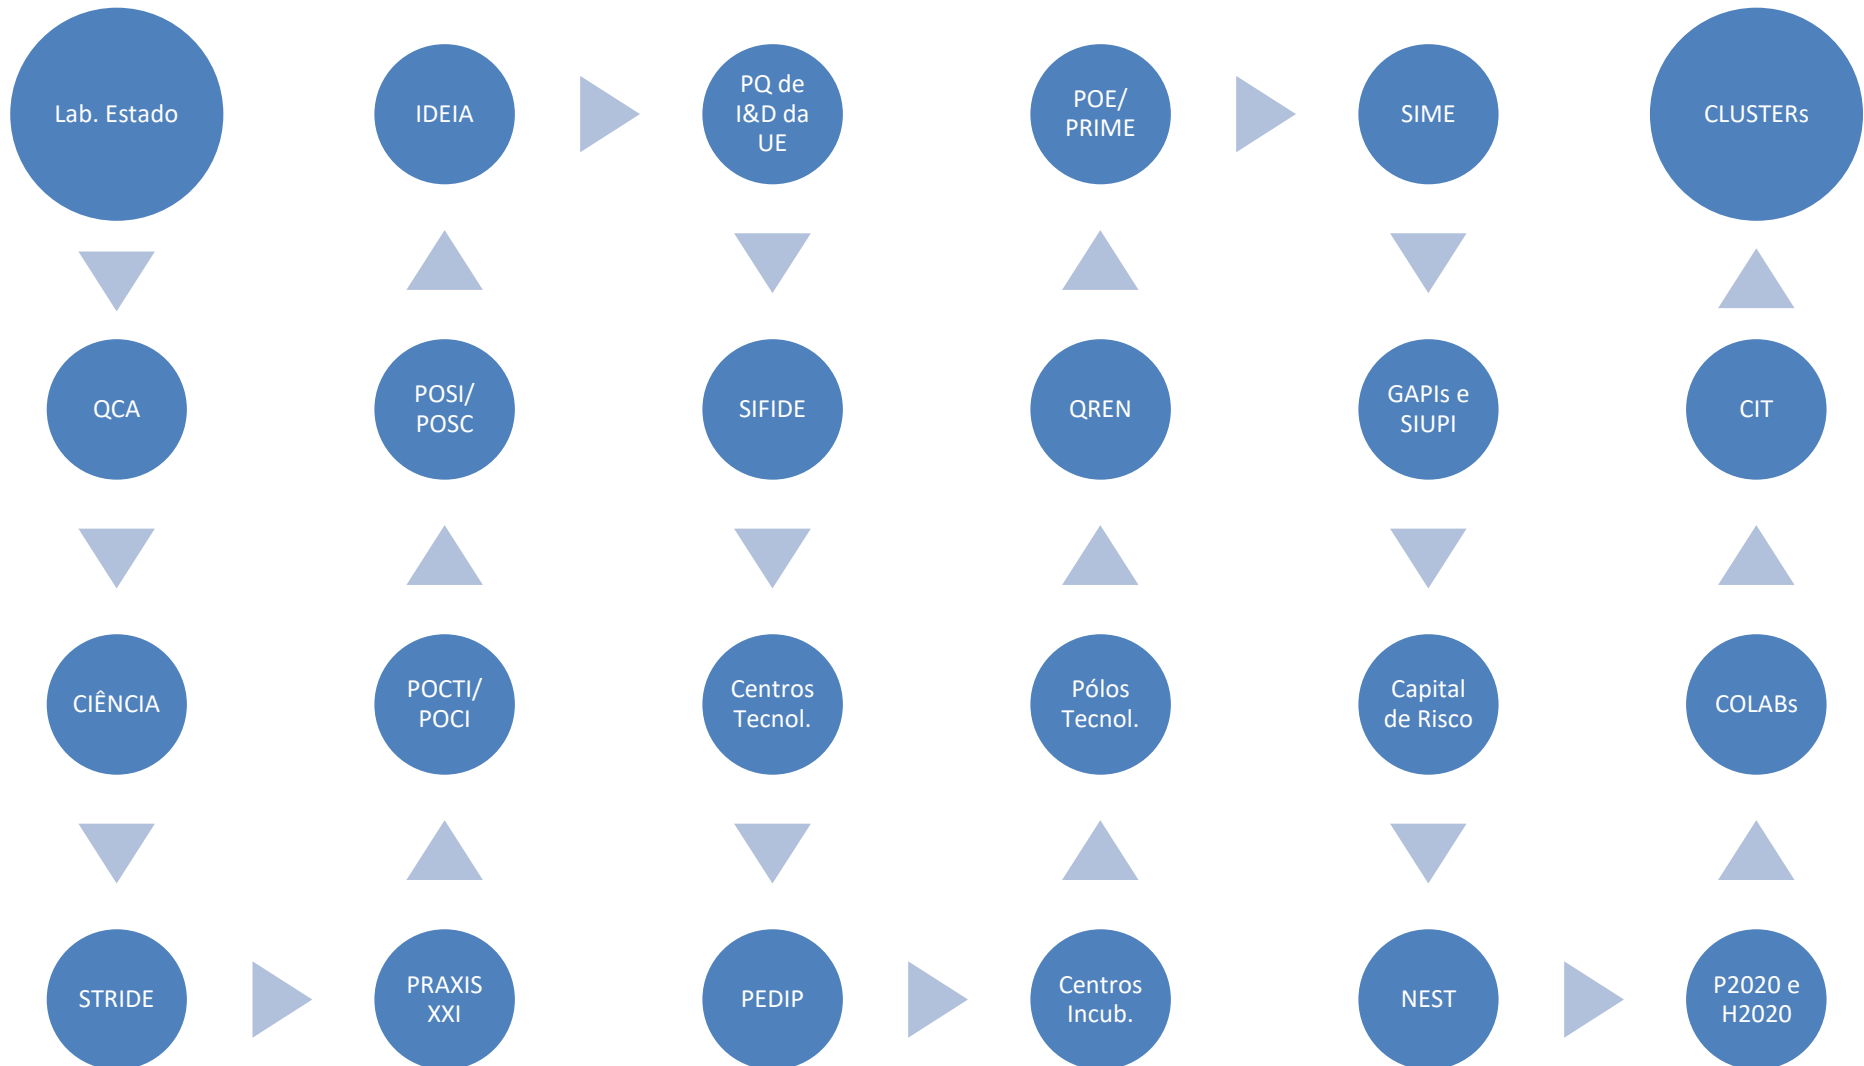 Lab. Estado
QCA
CIÊNCIA
STRIDE
PRAXIS
XXI
POCTI/
POCI
POSI/
POSC
IDEIA
PQ de
I&D da
UE
SIFIDE
Centros
Tecnol.
PEDIP
Centros
Incub.
Pólos
Tecnol.
QREN
POE/
PRIME
SIME
GAPIs e
SIUPI
Capital
de Risco
NEST
P2020 e
H2020
COLABs
CIT
CLUSTERs